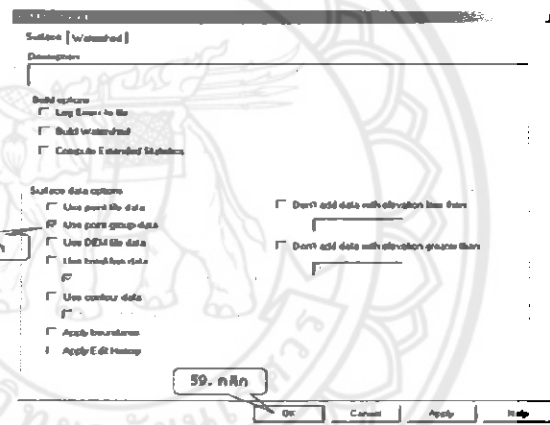 Surface Watershed
Description
Build options
Log Errors to file
Build Watershed
Compute Extended Statistics
Surface data options
Use point file data
Don't add data with elevation less than
Use point group data
Use DEM file data
Don't add data with elevation greater than
Use breakline data
Use contour data
Apply boundaries
Apply Edit History
59. คลิก
OK Cancel Apply Help